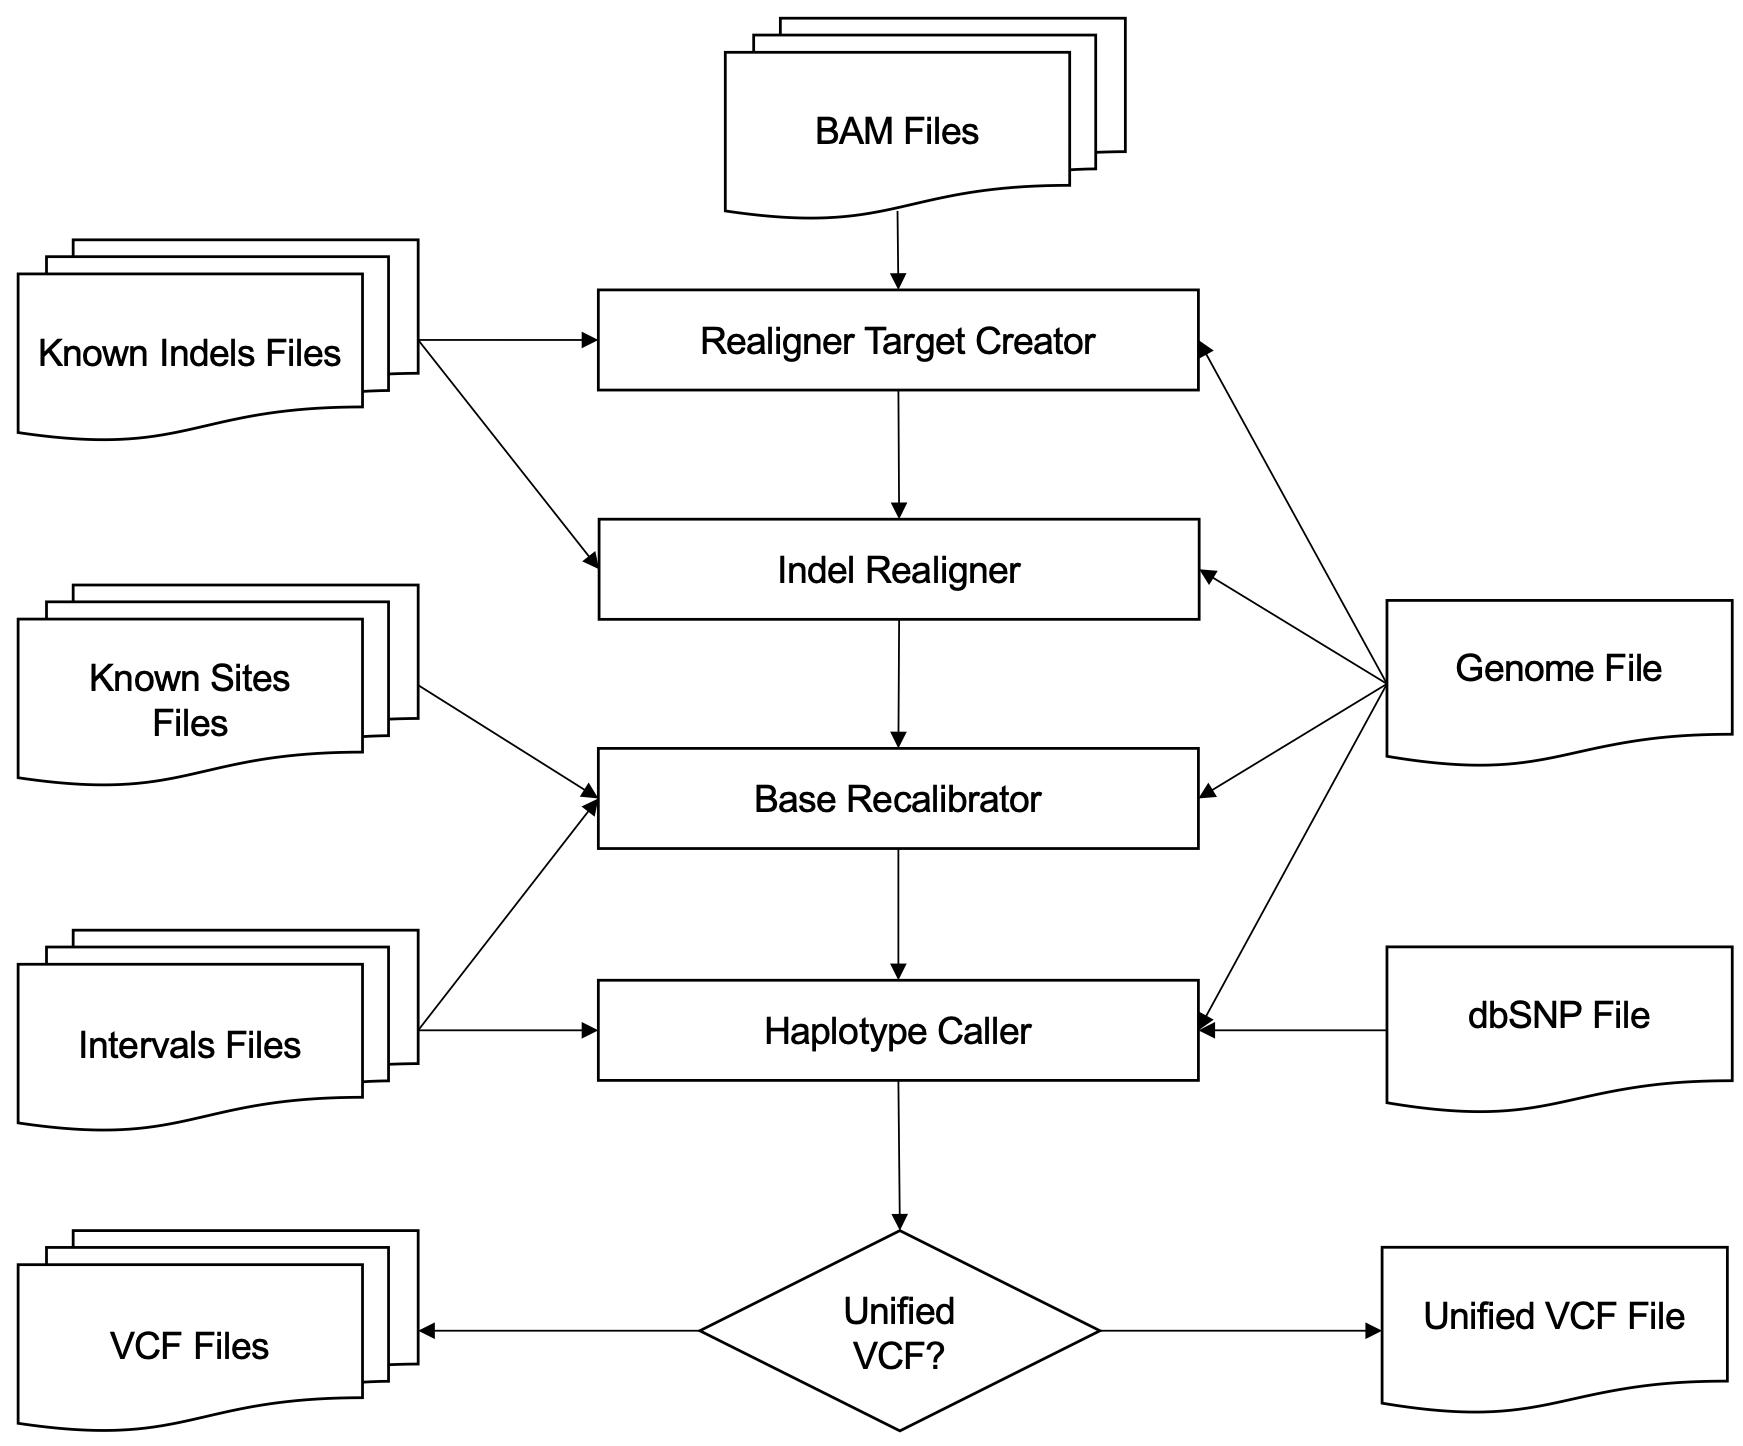 BAM Files
Known Indels Files
Realigner Target Creator
Indel Realigner
Known Sites
Files
Genome File
Base Recalibrator
Intervals Files
Haplotype Caller
dbSNP File
VCF Files
Unified
VCF?
Unified VCF File